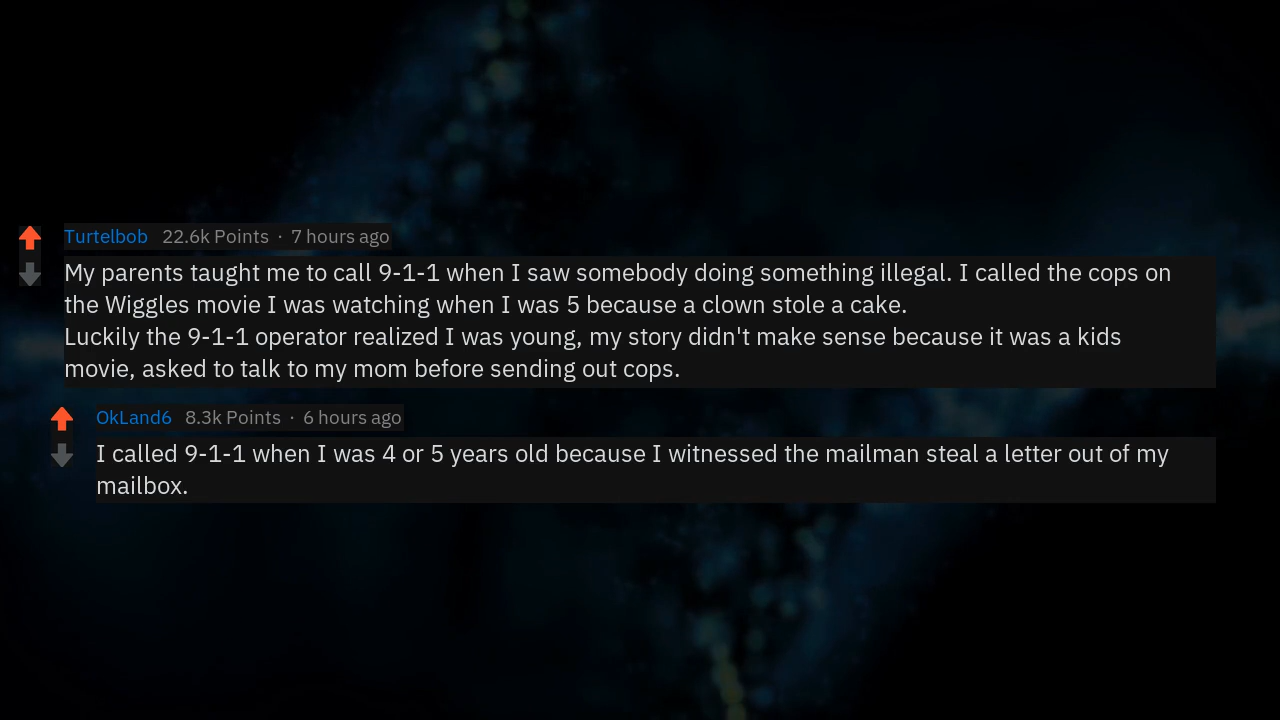 Turtelbob 22.6k Points · 7 hours ago
My parents taught me to call 9-1-1 when I saw somebody doing something illegal. I called the cops on
the Wiggles movie I was watching when I was 5 because a clown stole a cake.
Luckily the 9-1-1 operator realized I was young, my story didn't make sense because it was a kids
movie, asked to talk to my mom before sending out cops.
OkLand6 8.3k Points · 6 hours ago
I called 9-1-1 when I was 4 or 5 years old because I witnessed the mailman steal a letter out of my
mailbox.